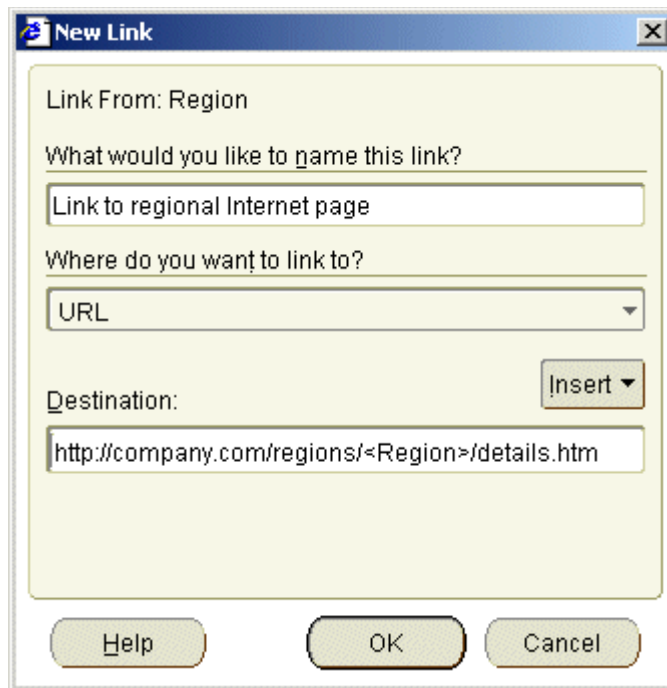 New Link
Link From: Region
What would you like to name this link?
Link to regional Internet page
Where do you want to link to?
URL
Insert
Destination:
http://company.com/regions/<Region>/details.htm
Help OK Cancel